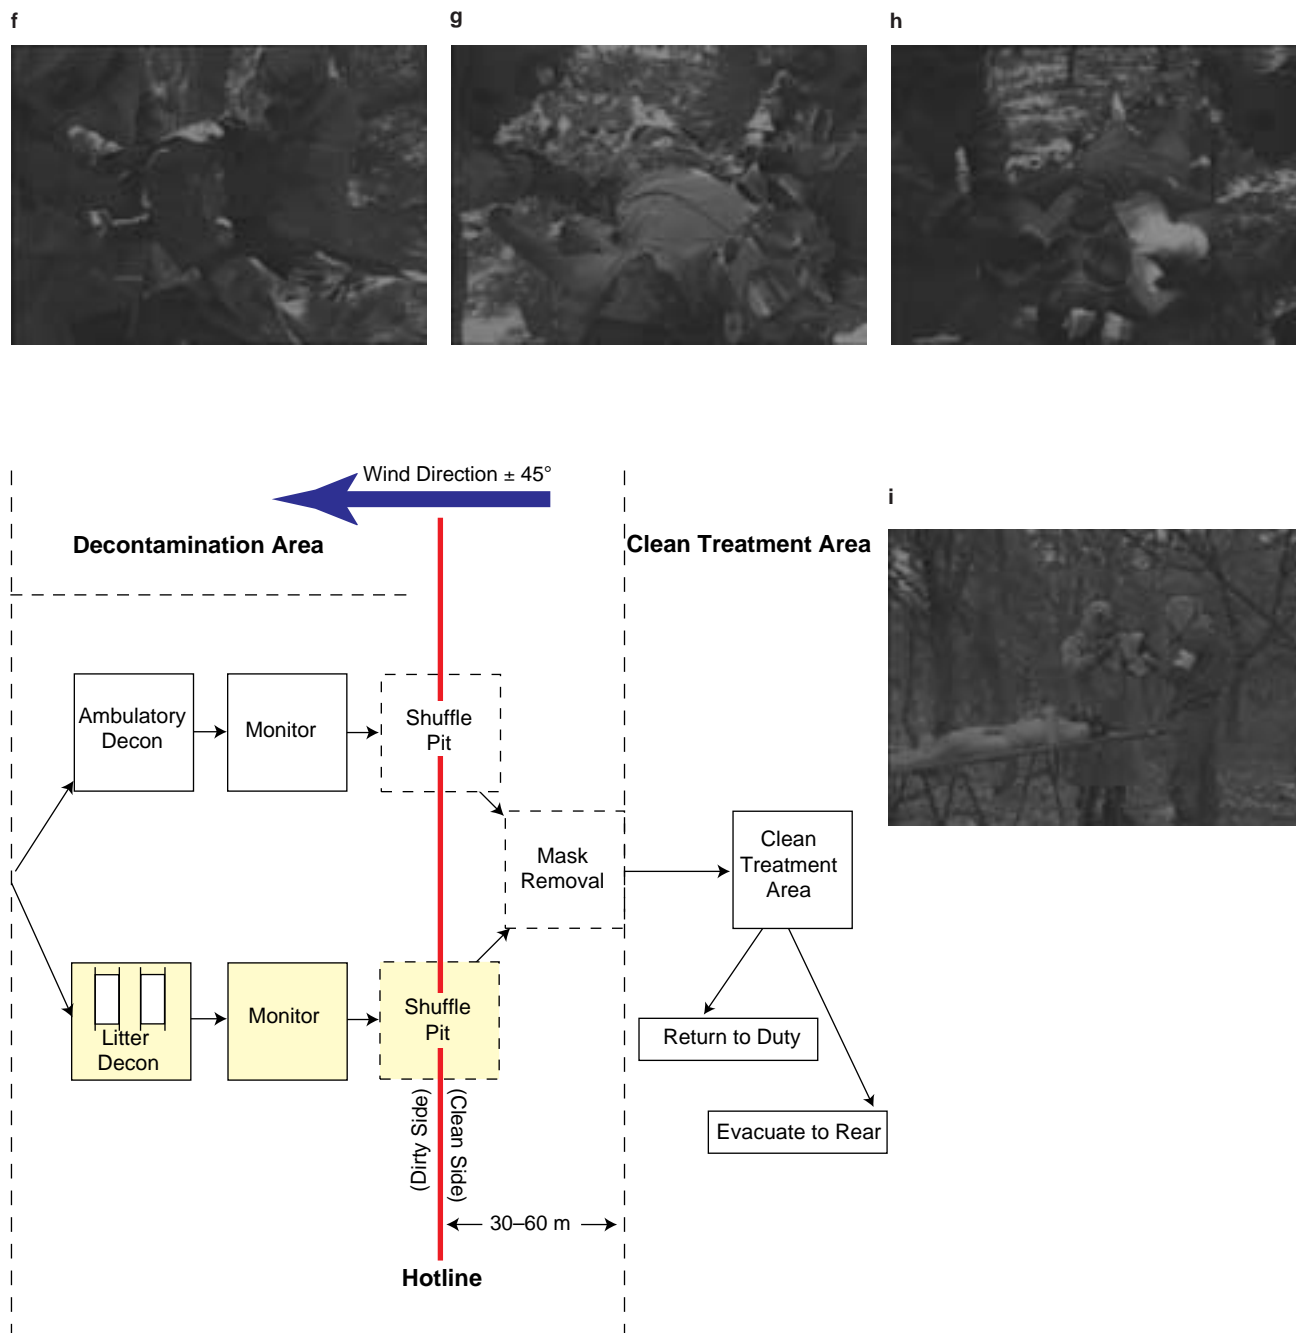 f
g
h
Wind Direction ± 45°
i
Decontamination Area
Clean Treatment Area
Ambulatory
Decon
Monitor
Shuffle
Pit
Mask
Removal
Clean
Treatment
Area
Litter
Decon
Monitor
Shuffle
Pit
Return to Duty
Evacuate to Rear
(Dirty Side)
(Clean Side)
30–60 m
Hotline